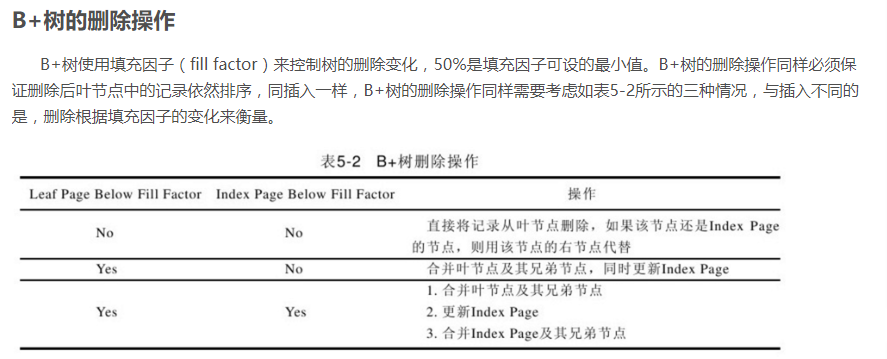 B+树的删除操作
B+树使用填充因子（fill factor）来控制树的删除变化，50%是填充因子可设的最小值。B+树的删除操作同样必须保
证删除后叶节点中的记录依然排序，同插入一样，B+树的删除操作同样需要考虑如表5-2所示的三种情况，与插入不同的
是，删除根据填充因子的变化来衡量。
表5-2 B+树删除操作
Leaf Page Below Fill Factor Index Page Below Fill Factor 操作
No No 直接将记录从叶节点删除，如果该节点还是Index Page
的节点，则用该节点的右节点代替
Yes No 合并叶节点及其兄弟节点，同时更新Index Page
1. 合并叶节点及其兄弟节点
Yes Yes 2. 更新Index Page
3. 合并Index Page及其兄弟节点